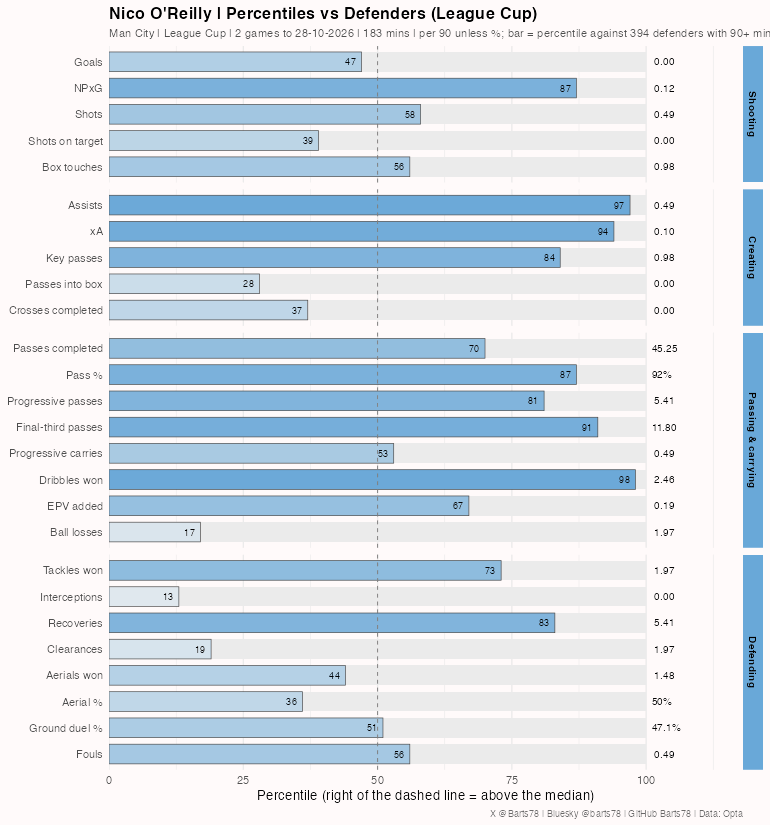 Nico O'Reilly | Percentiles vs Defenders (League Cup)
Man City | League Cup | 2 games to 28-10-2026 | 183 mins | per 90 unless %; bar = percentile against 394 defenders with 90+ min
Goals 47 0.00
NPxG 87 0.12
Shots 58 0.49
Shots on target 39 0.00
Box touches 56 0.98
Shooting
Assists 97 0.49
xA 94 0.10
Key passes 84 0.98
Passes into box 28 0.00
Crosses completed 37 0.00
Creating
Passes completed 70 45.25
Pass % 87 92%
Progressive passes 81 5.41
Final-third passes 91 11.80
Progressive carries 53 0.49
Dribbles won 98 2.46
EPV added 67 0.19
Ball losses 17 1.97
Passing & carrying
Tackles won 73 1.97
Interceptions 13 0.00
Recoveries 83 5.41
Clearances 19 1.97
Aerials won 44 1.48
Aerial % 36 50%
Ground duel % 51 47.1%
Fouls 56 0.49
Defending
0 25 50 75 100
Percentile (right of the dashed line = above the median)
X @Barts78 | Bluesky @barts78 | GitHub Barts78 | Data: Opta